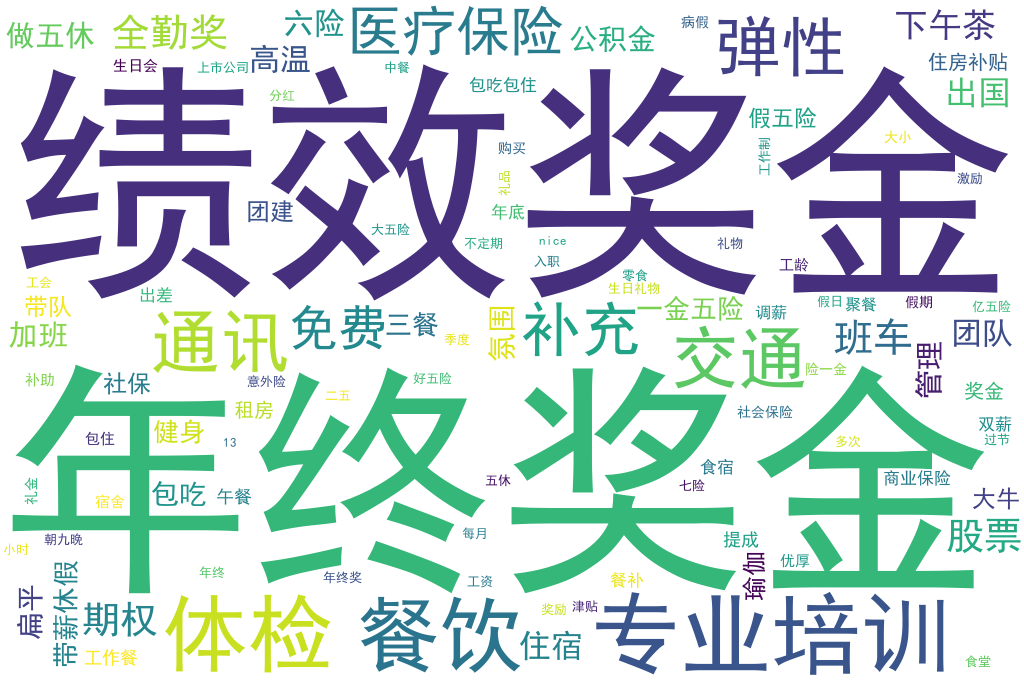 做五休
全勤奖
六险
医疗保险
公积金
病假
弹性
下午茶
生日会
上市公司
高温
中餐
包吃包住
住房补贴
出国
分红
绩效奖金
假五险
大小
工作制
购买
激励
礼品
团建
年底
礼物
大五险
不定期
nice
入职
工龄
工会
零食
生日礼物
出差
带队
加班
通讯
免费
三餐
季度
氛围
补充
一金五险
调薪
假日
聚餐
假期
亿五险
交通
班车
团队
管理
补助
社保
意外险
好五险
险一金
奖金
年终奖金
租房
二五
健身
包住
13
社会保险
双薪
过节
多次
包吃
午餐
五休
七险
食宿
商业保险
大牛
礼金
宿舍
朝九晚
每月
小时
提成
股票
优厚
年终
年终奖
工资
瑜伽
餐补
扁平
带薪休假
期权
体检
餐饮
奖励
津贴
专业培训
住宿
工作餐
食堂